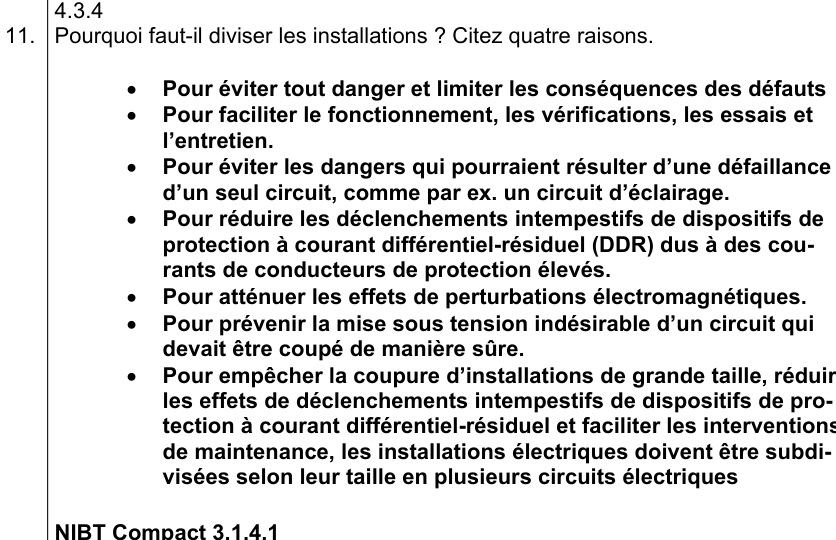 4.3.4
11. Pourquoi faut-il diviser les installations ? Citez quatre raisons.
• Pour éviter tout danger et limiter les conséquences des défauts
• Pour faciliter le fonctionnement, les vérifications, les essais et
l’entretien.
• Pour éviter les dangers qui pourraient résulter d’une défaillance
d’un seul circuit, comme par ex. un circuit d’éclairage.
• Pour réduire les déclenchements intempestifs de dispositifs de
protection à courant différentiel-résiduel (DDR) dus à des cou-
rants de conducteurs de protection élevés.
• Pour atténuer les effets de perturbations électromagnétiques.
• Pour prévenir la mise sous tension indésirable d’un circuit qui
devait être coupé de manière sûre.
• Pour empêcher la coupure d’installations de grande taille, réduir
les effets de déclenchements intempestifs de dispositifs de pro-
tection à courant différentiel-résiduel et faciliter les interventions
de maintenance, les installations électriques doivent être subdi-
visées selon leur taille en plusieurs circuits électriques
NIBT Compact 3.1.4.1